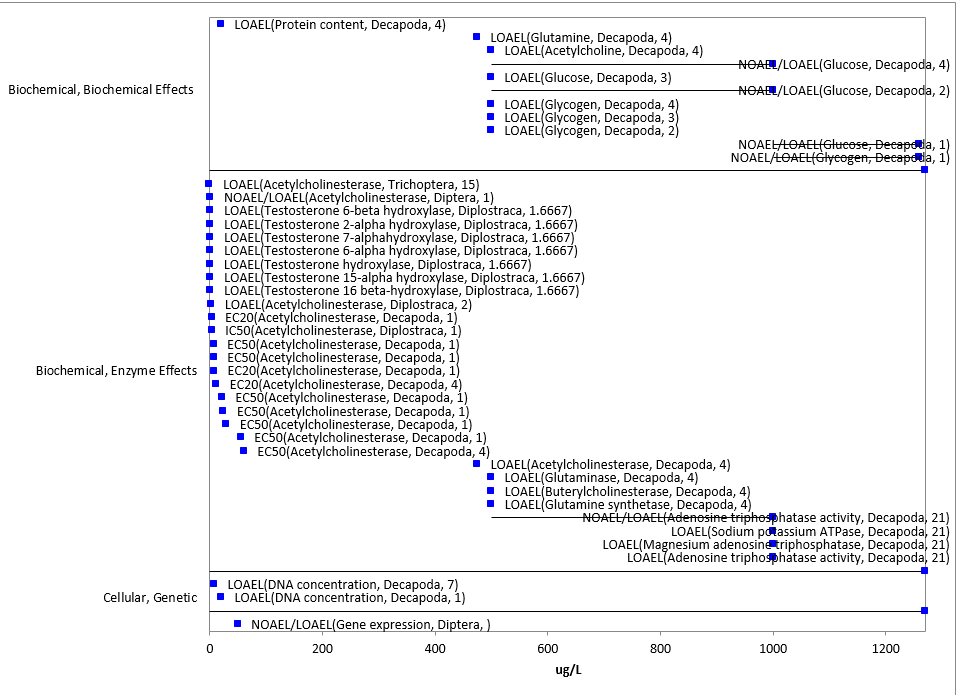 LOAEL(Protein content, Decapoda, 4)
LOAEL(Glutamine, Decapoda, 4)
LOAEL(Acetylcholine, Decapoda, 4)
NOAEL/LOAEL(Glucose, Decapoda, 4)
LOAEL(Glucose, Decapoda, 3)
Biochemical, Biochemical Effects
NOAEL/LOAEL(Glucose, Decapoda, 2)
LOAEL(Glycogen, Decapoda, 4)
LOAEL(Glycogen, Decapoda, 3)
LOAEL(Glycogen, Decapoda, 2)
NOAEL/LOAEL(Glucose, Decapoda, 1)
NOAEL/LOAEL(Glycogen, Decapoda, 1)
LOAEL(Acetylcholinesterase, Trichoptera, 15)
NOAEL/LOAEL(Acetylcholinesterase, Diptera, 1)
LOAEL(Testosterone 6-beta hydroxylase, Diplostraca, 1.6667)
LOAEL(Testosterone 2-alpha hydroxylase, Diplostraca, 1.6667)
LOAEL(Testosterone 7-alphahydroxylase, Diplostraca, 1.6667)
LOAEL(Testosterone 6-alpha hydroxylase, Diplostraca, 1.6667)
LOAEL(Testosterone hydroxylase, Diplostraca, 1.6667)
LOAEL(Testosterone 15-alpha hydroxylase, Diplostraca, 1.6667)
LOAEL(Testosterone 16 beta-hydroxylase, Diplostraca, 1.6667)
LOAEL(Acetylcholinesterase, Diplostraca, 2)
EC20(Acetylcholinesterase, Decapoda, 1)
IC50(Acetylcholinesterase, Diplostraca, 1)
EC50(Acetylcholinesterase, Decapoda, 1)
EC50(Acetylcholinesterase, Decapoda, 1)
Biochemical, Enzyme Effects
EC20(Acetylcholinesterase, Decapoda, 1)
EC20(Acetylcholinesterase, Decapoda, 4)
EC50(Acetylcholinesterase, Decapoda, 1)
EC50(Acetylcholinesterase, Decapoda, 1)
EC50(Acetylcholinesterase, Decapoda, 1)
EC50(Acetylcholinesterase, Decapoda, 1)
EC50(Acetylcholinesterase, Decapoda, 4)
LOAEL(Acetylcholinesterase, Decapoda, 4)
LOAEL(Glutaminase, Decapoda, 4)
LOAEL(Buterylcholinesterase, Decapoda, 4)
LOAEL(Glutamine synthetase, Decapoda, 4)
NOAEL/LOAEL(Adenosine triphosphatase activity, Decapoda, 21)
LOAEL(Sodium potassium ATPase, Decapoda, 21)
LOAEL(Magnesium adenosine triphosphatase, Decapoda, 21)
LOAEL(Adenosine triphosphatase activity, Decapoda, 21)
LOAEL(DNA concentration, Decapoda, 7)
Cellular, Genetic
LOAEL(DNA concentration, Decapoda, 1)
NOAEL/LOAEL(Gene expression, Diptera, )
0 200 400 600 800 1000 1200
ug/L